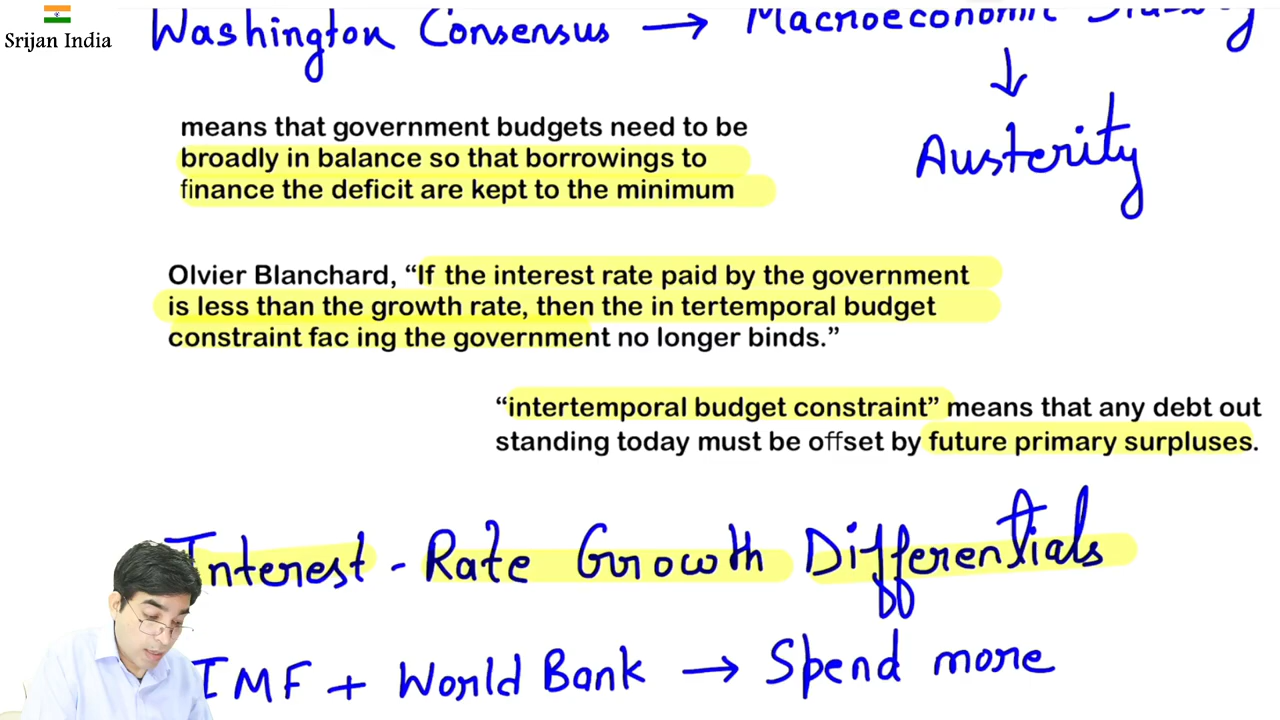 Srijan India
Washington Consensus → Macroeconomic
↓
Austerity
means that government budgets need to be
broadly in balance so that borrowings to
finance the deficit are kept to the minimum
Olvier Blanchard, “If the interest rate paid by the government
is less than the growth rate, then the in tertemporal budget
constraint fac ing the government no longer binds.”
“intertemporal budget constraint” means that any debt out
standing today must be offset by future primary surpluses.
Interest - Rate Growth Differentials
IMF + World Bank → Spend more